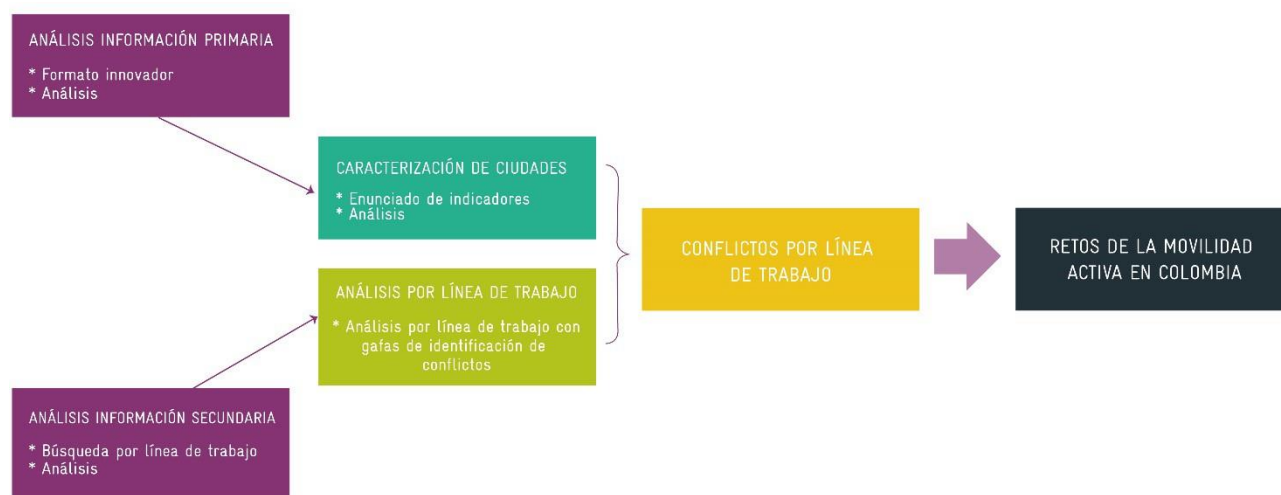 ANÁLISIS INFORMACIÓN PRIMARIA
* Formato innovador
* Análisis
CARACTERIZACIÓN DE CIUDADES
* Enunciado de indicadores
* Análisis
ANÁLISIS POR LÍNEA DE TRABAJO
* Análisis por línea de trabajo con
gafas de identificación de
conflictos
ANÁLISIS INFORMACIÓN SECUNDARIA
* Búsqueda por línea de trabajo
* Análisis
CONFLICTOS POR LÍNEA
DE TRABAJO
RETOS DE LA MOVILIDAD
ACTIVA EN COLOMBIA